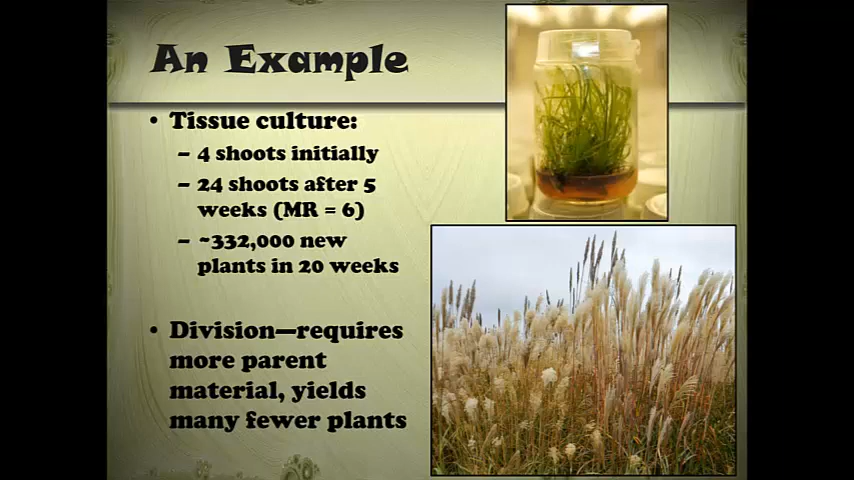 An Example
• Tissue culture:
– 4 shoots initially
– 24 shoots after 5
weeks (MR = 6)
– ~332,000 new
plants in 20 weeks
• Division—requires
more parent
material, yields
many fewer plants